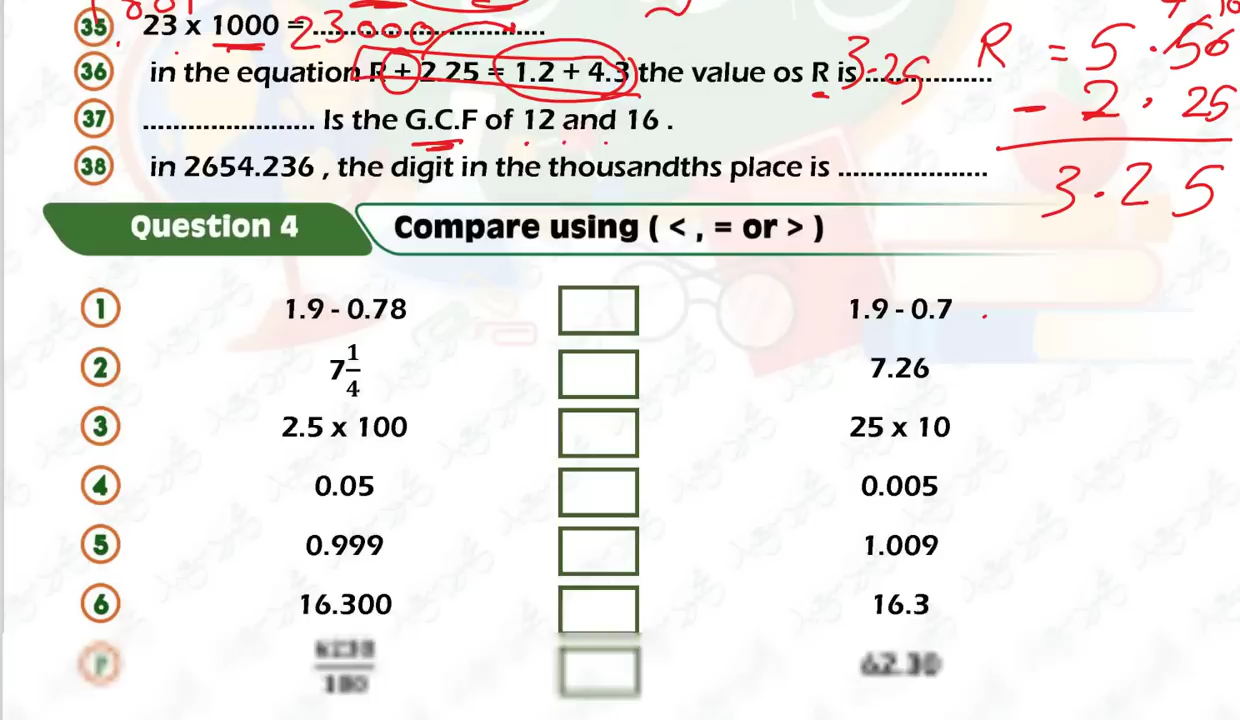 35 23 x 1000 = 23000
36 in the equation R + 2.25 = 1.2 + 4.3 the value os R is 3.25
R = 5.50
- 2.25
3.25
37 ...................... Is the G.C.F of 12 and 16 .
38 in 2654.236 , the digit in the thousandths place is ....................
Question 4 Compare using ( < , = or > )
1 1.9 - 0.78 1.9 - 0.7
2 7 1/4 7.26
3 2.5 x 100 25 x 10
4 0.05 0.005
5 0.999 1.009
6 16.300 16.3
62.30